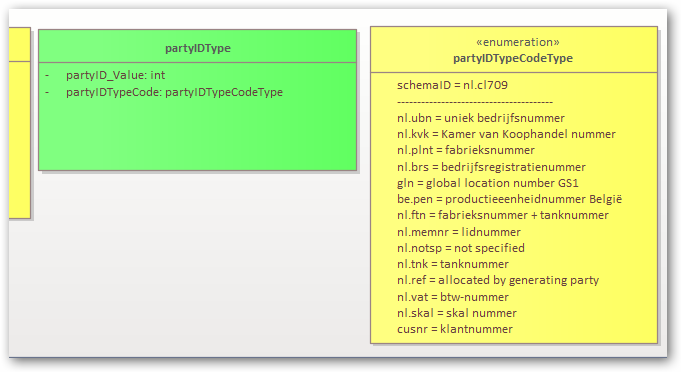 partyIDType
- partyID_Value: int
- partyIDTypeCode: partyIDTypeCodeType
«enumeration»
partyIDTypeCodeType
schemaID = nl.cl709
---------------------------------------
nl.ubn = uniek bedrijfsnummer
nl.kvk = Kamer van Koophandel nummer
nl.plnt = fabrieksnummer
nl.brs = bedrijfsregistratienummer
gln = global location number GS1
be.pen = productieeenheidnummer België
nl.ftn = fabrieksnummer + tanknummer
nl.memnr = lidnummer
nl.notsp = not specified
nl.tnk = tanknummer
nl.ref = allocated by generating party
nl.vat = btw-nummer
nl.skal = skal nummer
cusnr = klantnummer